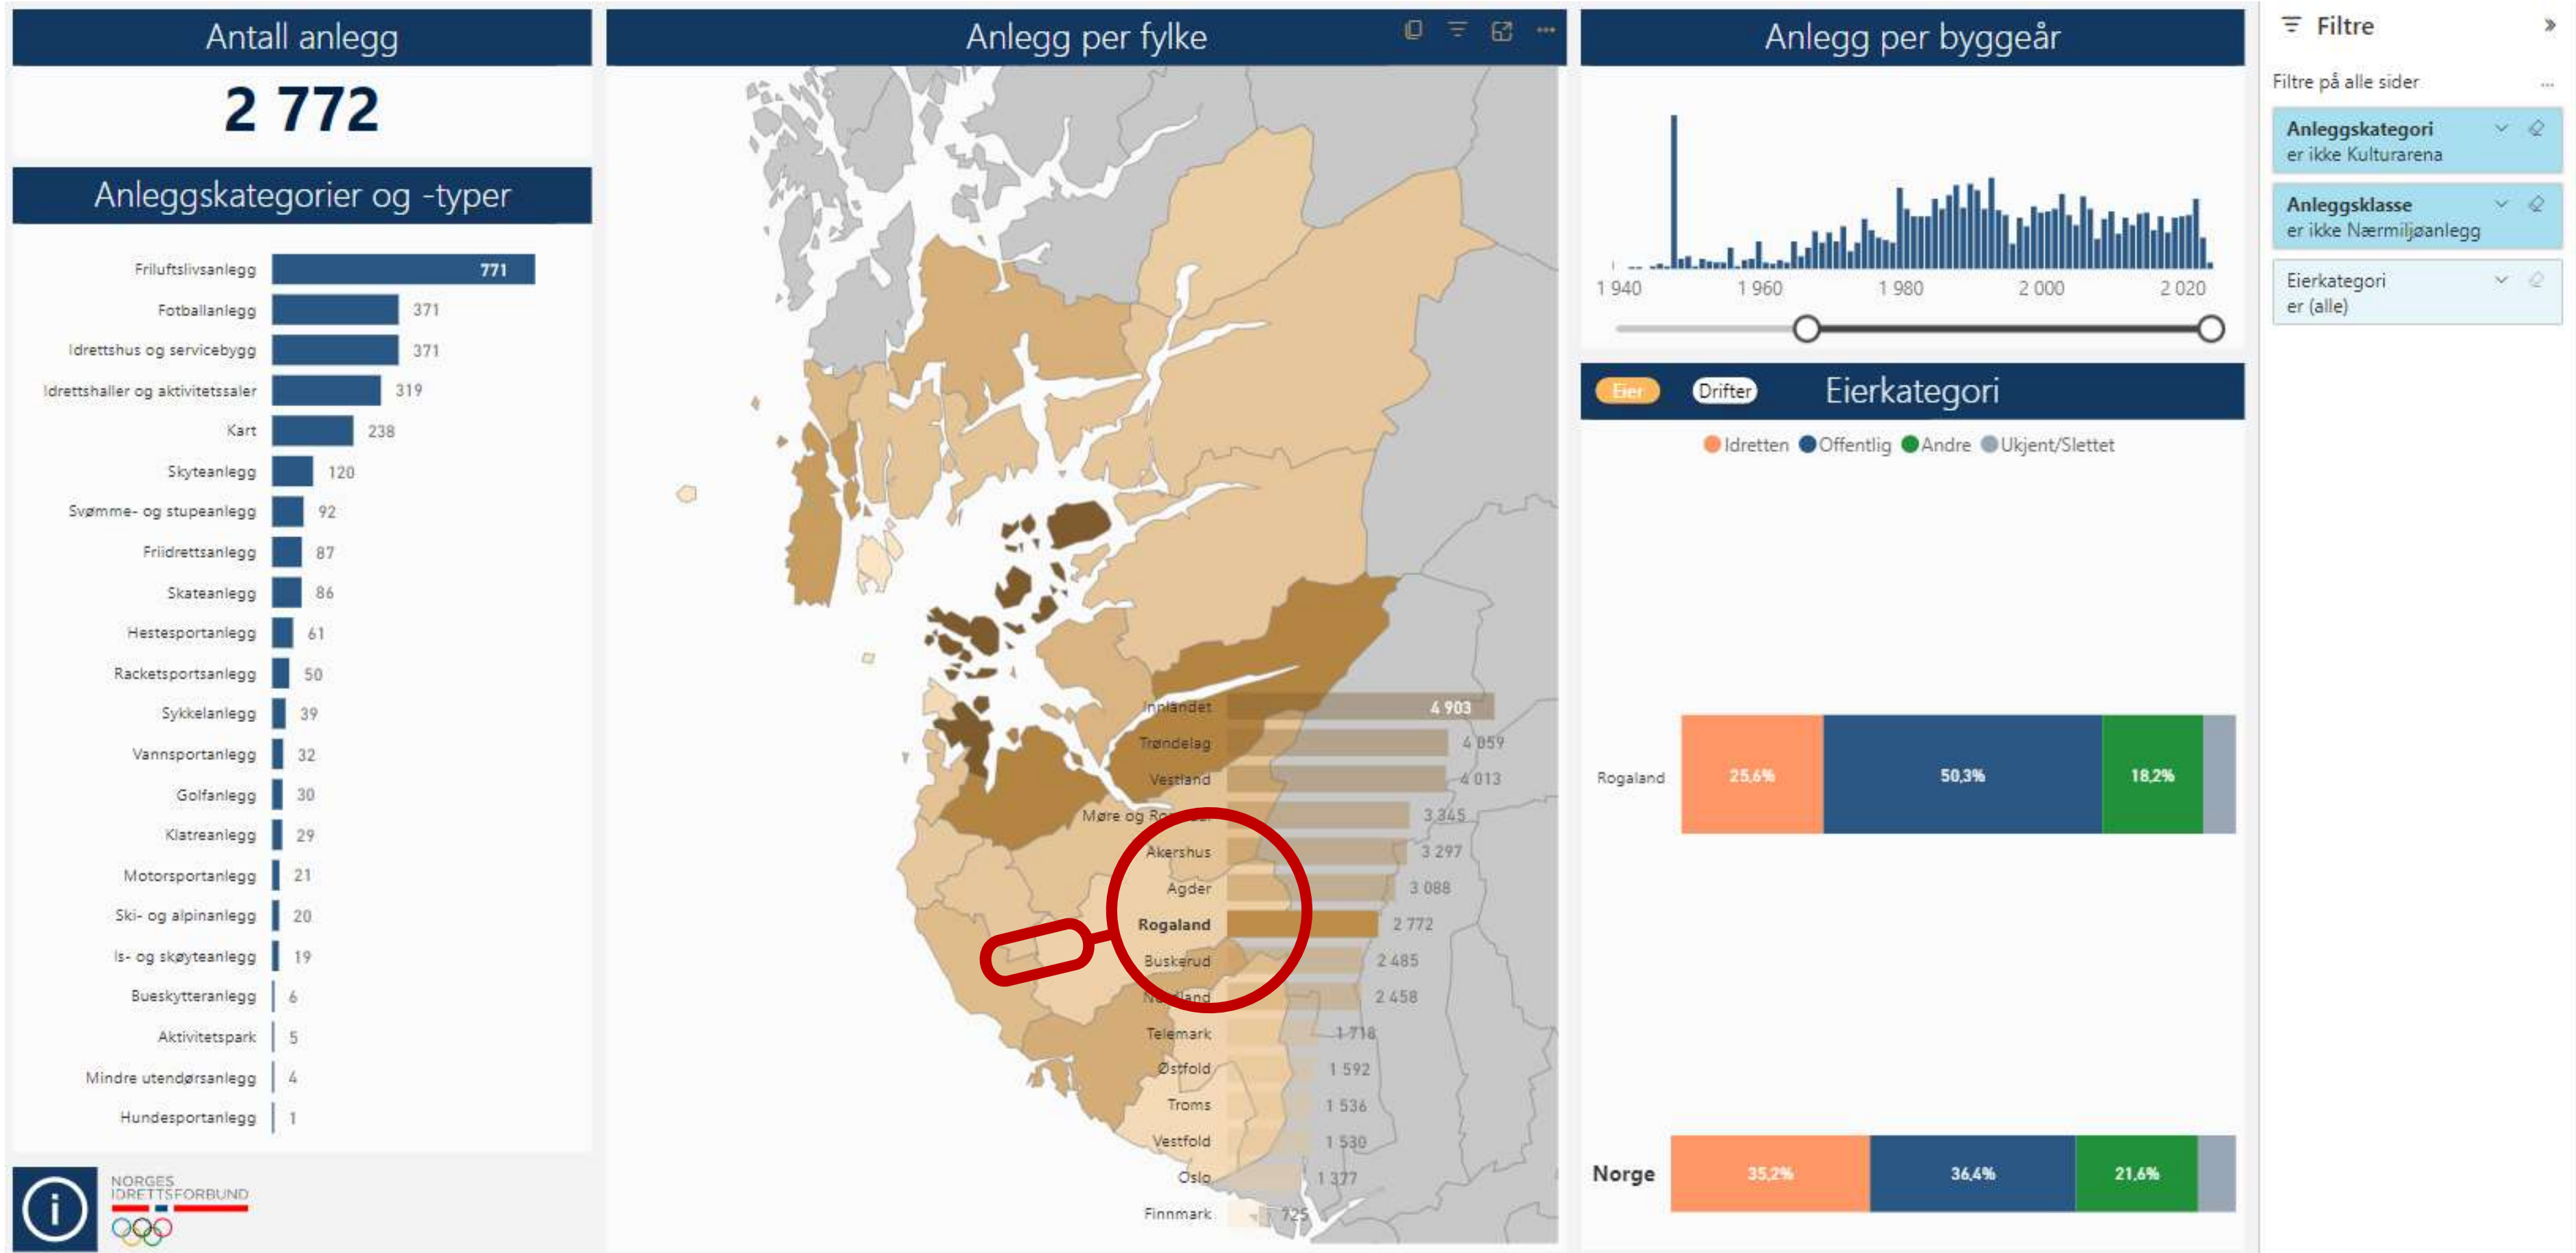 Antall anlegg
2 772
Anleggskategorier og -typer
Friluftslivsanlegg 771
Fotballanlegg 371
Idrettshus og servicebygg 371
Idrettshaller og aktivitetssaler 319
Kart 238
Skyteanlegg 120
Svømme- og stupeanlegg 92
Friidrettsanlegg 87
Skateanlegg 86
Hestesportanlegg 61
Racketsportsanlegg 50
Sykkelanlegg 39
Vannsportanlegg 32
Golfanlegg 30
Klatreanlegg 29
Motorsportanlegg 21
Ski- og alpinanlegg 20
Is- og skøyteanlegg 19
Bueskytteranlegg 6
Aktivitetspark 5
Mindre utendørsanlegg 4
Hundesportanlegg 1
i
NORGES
IDRETTSFORBUND
Anlegg per fylke
Innlandet 4 903
Trøndelag 4 059
Vestland 4 013
Møre og 3 345
Akershus 3 297
Agder 3 088
Rogaland 2 772
Buskerud 2 485
Nordland 2 458
Telemark 1 718
Østfold 1 592
Troms 1 536
Vestfold 1 530
Oslo 1 377
Finnmark 725
Anlegg per byggeår
1 940 1 960 1 980 2 000 2 020
Eier Drifter Eierkategori
Idretten Offentlig Andre Ukjent/Slettet
Rogaland 25,6% 50,3% 18,2%
Norge 35,2% 36,4% 21,6%
Filtre
Filtre på alle sider ...
Anleggskategori
er ikke Kulturarena
Anleggsklasse
er ikke Nærmiljøanlegg
Eierkategori
er (alle)